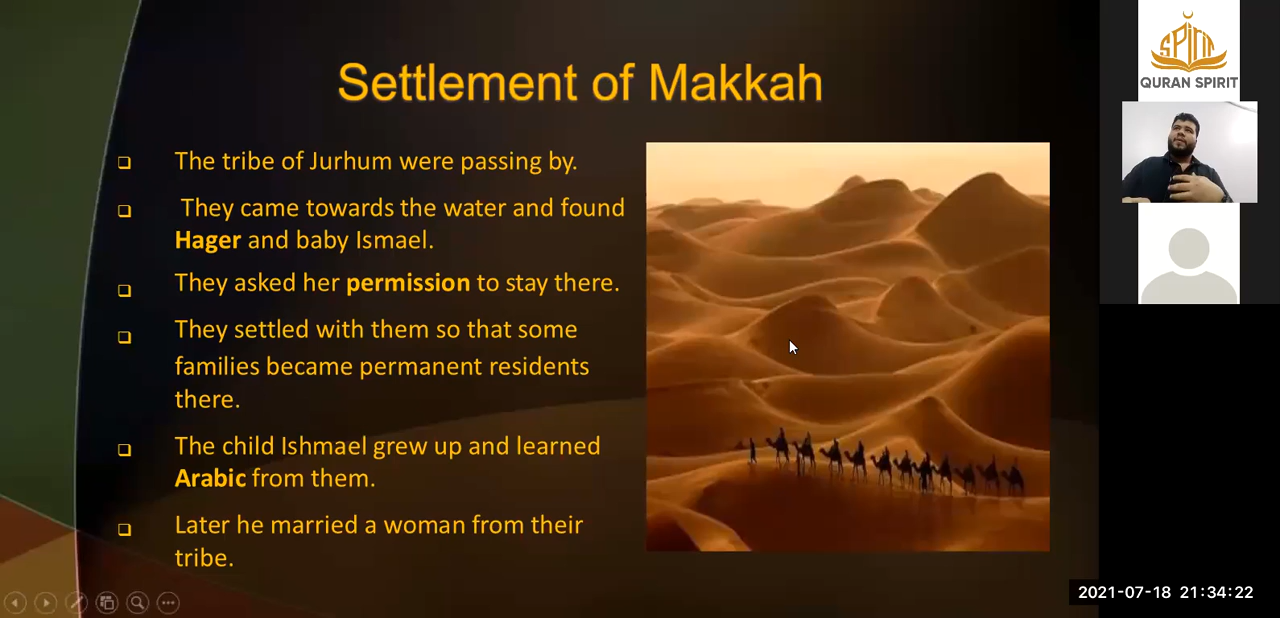 Settlement of Makkah
The tribe of Jurhum were passing by.
They came towards the water and found
Hager and baby Ismael.
They asked her permission to stay there.
They settled with them so that some
families became permanent residents
there.
The child Ishmael grew up and learned
Arabic from them.
Later he married a woman from their
tribe.
SPIRIT
QURAN SPIRIT
2021-07-18 21:34:22